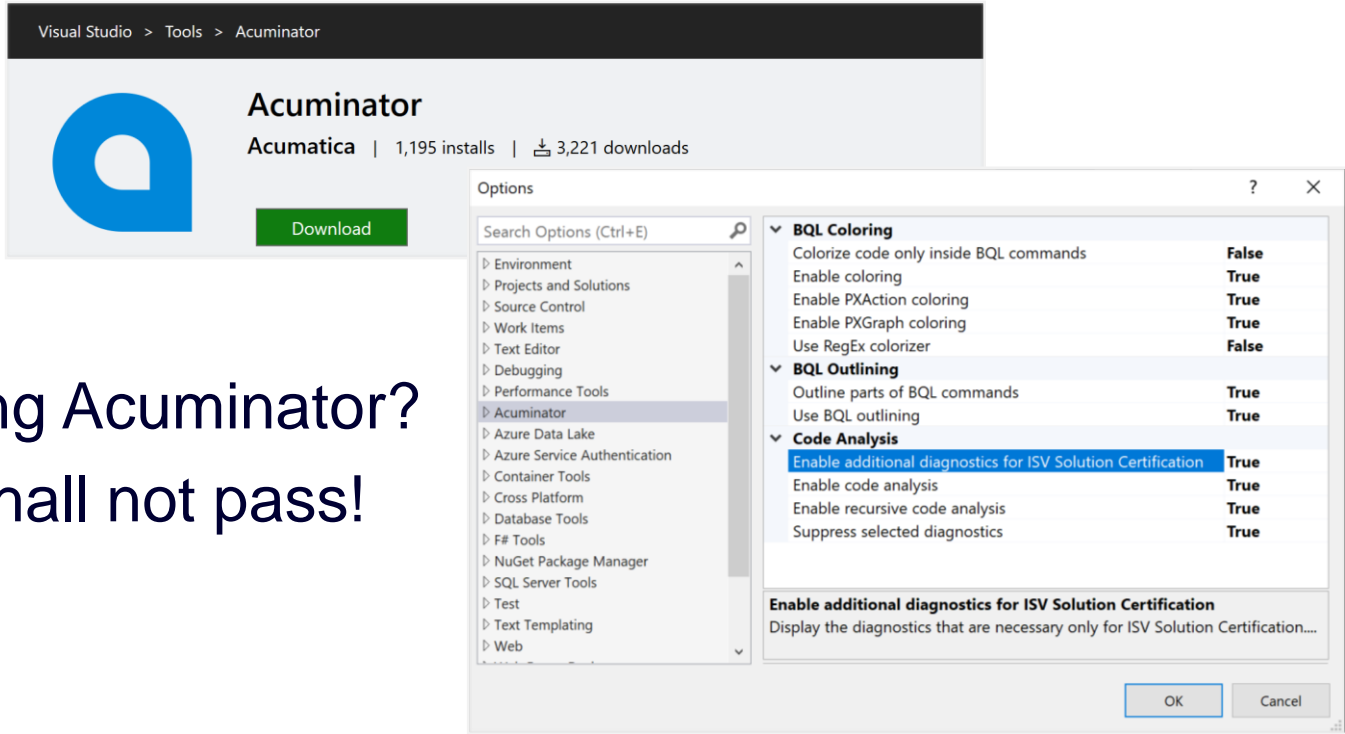 Visual Studio > Tools > Acuminator
Acuminator
Acumatica | 1,195 installs | 3,221 downloads
Download
ng Acuminator?
hall not pass!
Options ? ×
Search Options (Ctrl+E)
Environment
Projects and Solutions
Source Control
Work Items
Text Editor
Debugging
Performance Tools
Acuminator
Azure Data Lake
Azure Service Authentication
Container Tools
Cross Platform
Database Tools
F# Tools
NuGet Package Manager
SQL Server Tools
Test
Text Templating
Web
BQL Coloring
Colorize code only inside BQL commands False
Enable coloring True
Enable PXAction coloring True
Enable PXGraph coloring True
Use RegEx colorizer False
BQL Outlining
Outline parts of BQL commands True
Use BQL outlining True
Code Analysis
Enable additional diagnostics for ISV Solution Certification True
Enable code analysis True
Enable recursive code analysis True
Suppress selected diagnostics True
Enable additional diagnostics for ISV Solution Certification
Display the diagnostics that are necessary only for ISV Solution Certification....
OK Cancel